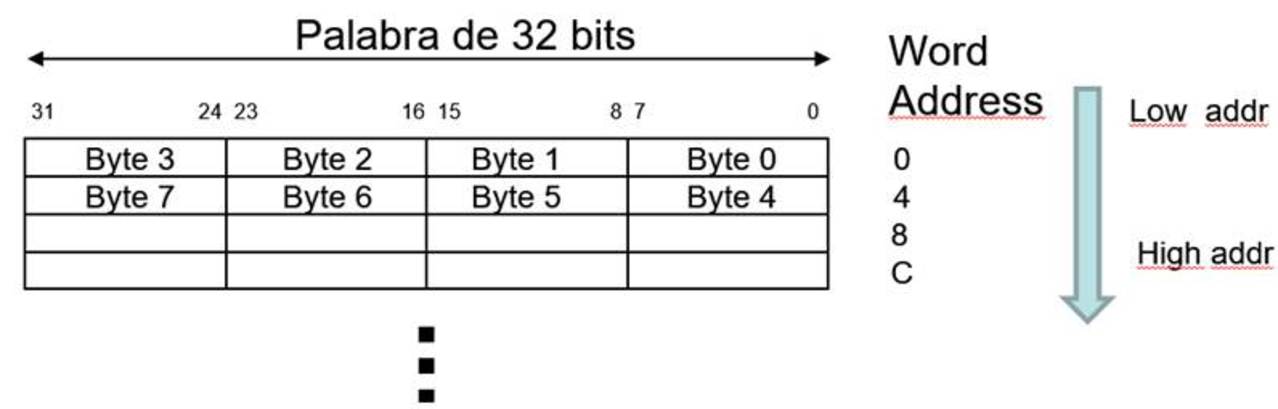 Palabra de 32 bits
Word
Address
Low addr
31 24 23 16 15 8 7 0
Byte 3 Byte 2 Byte 1 Byte 0 0
Byte 7 Byte 6 Byte 5 Byte 4 4
8
High addr
C